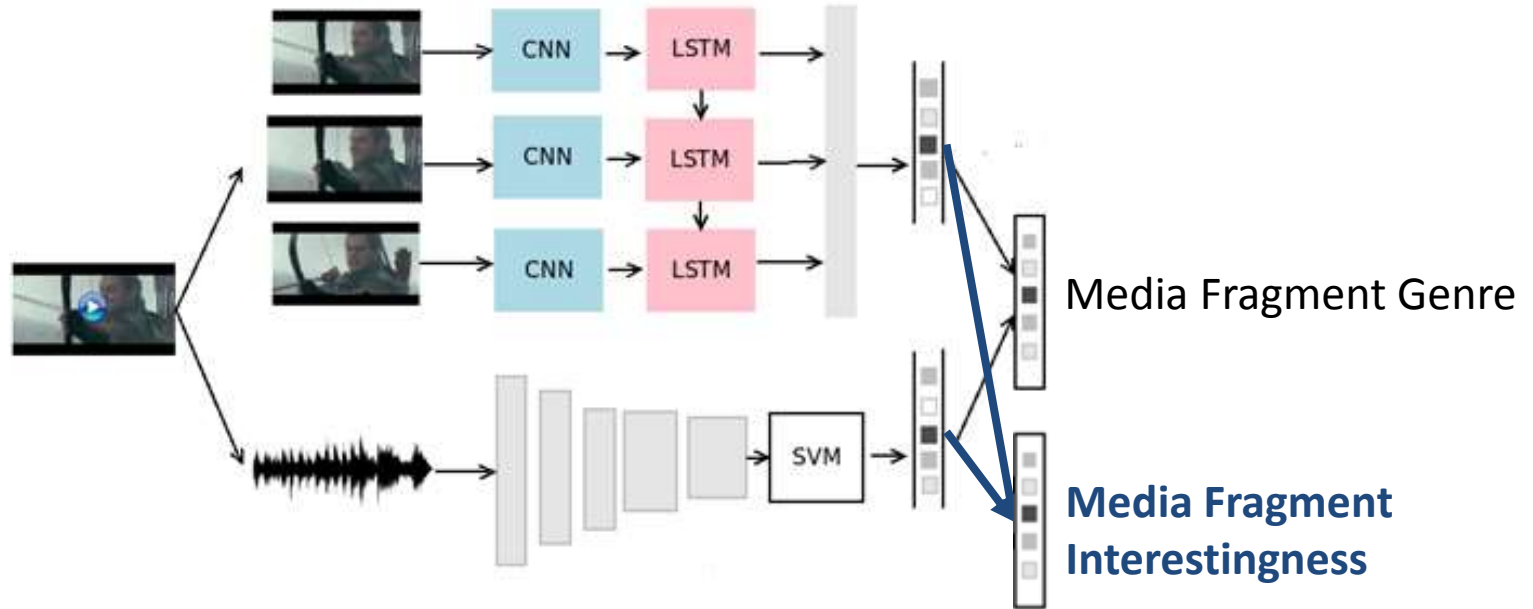 CNN
LSTM
CNN
LSTM
CNN
LSTM
Media Fragment Genre
SVM
Media Fragment
Interestingness